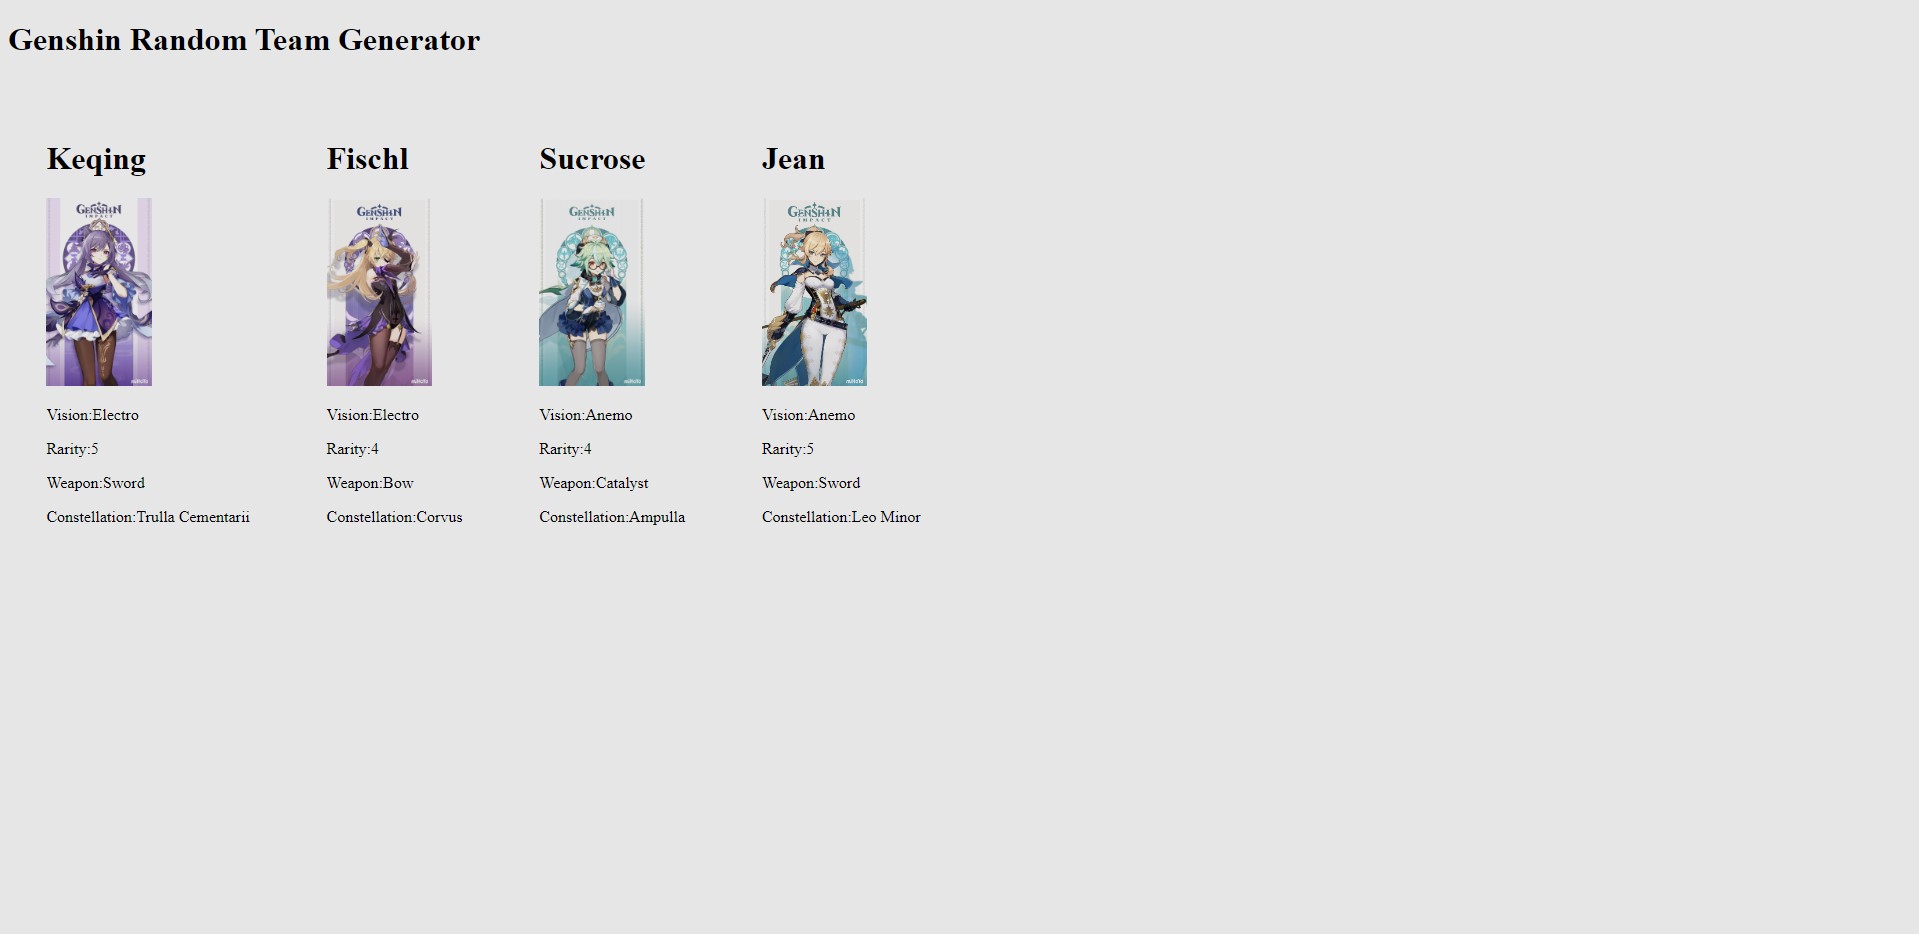 Genshin Random Team Generator
Keqing
GENSHIN
IMPACT
Vision:Electro
Rarity:5
Weapon:Sword
Constellation:Trulla Cementarii
Fischl
GENSHIN
IMPACT
Vision:Electro
Rarity:4
Weapon:Bow
Constellation:Corvus
Sucrose
GENSHIN
IMPACT
Vision:Anemo
Rarity:4
Weapon:Catalyst
Constellation:Ampulla
Jean
GENSHIN
IMPACT
Vision:Anemo
Rarity:5
Weapon:Sword
Constellation:Leo Minor